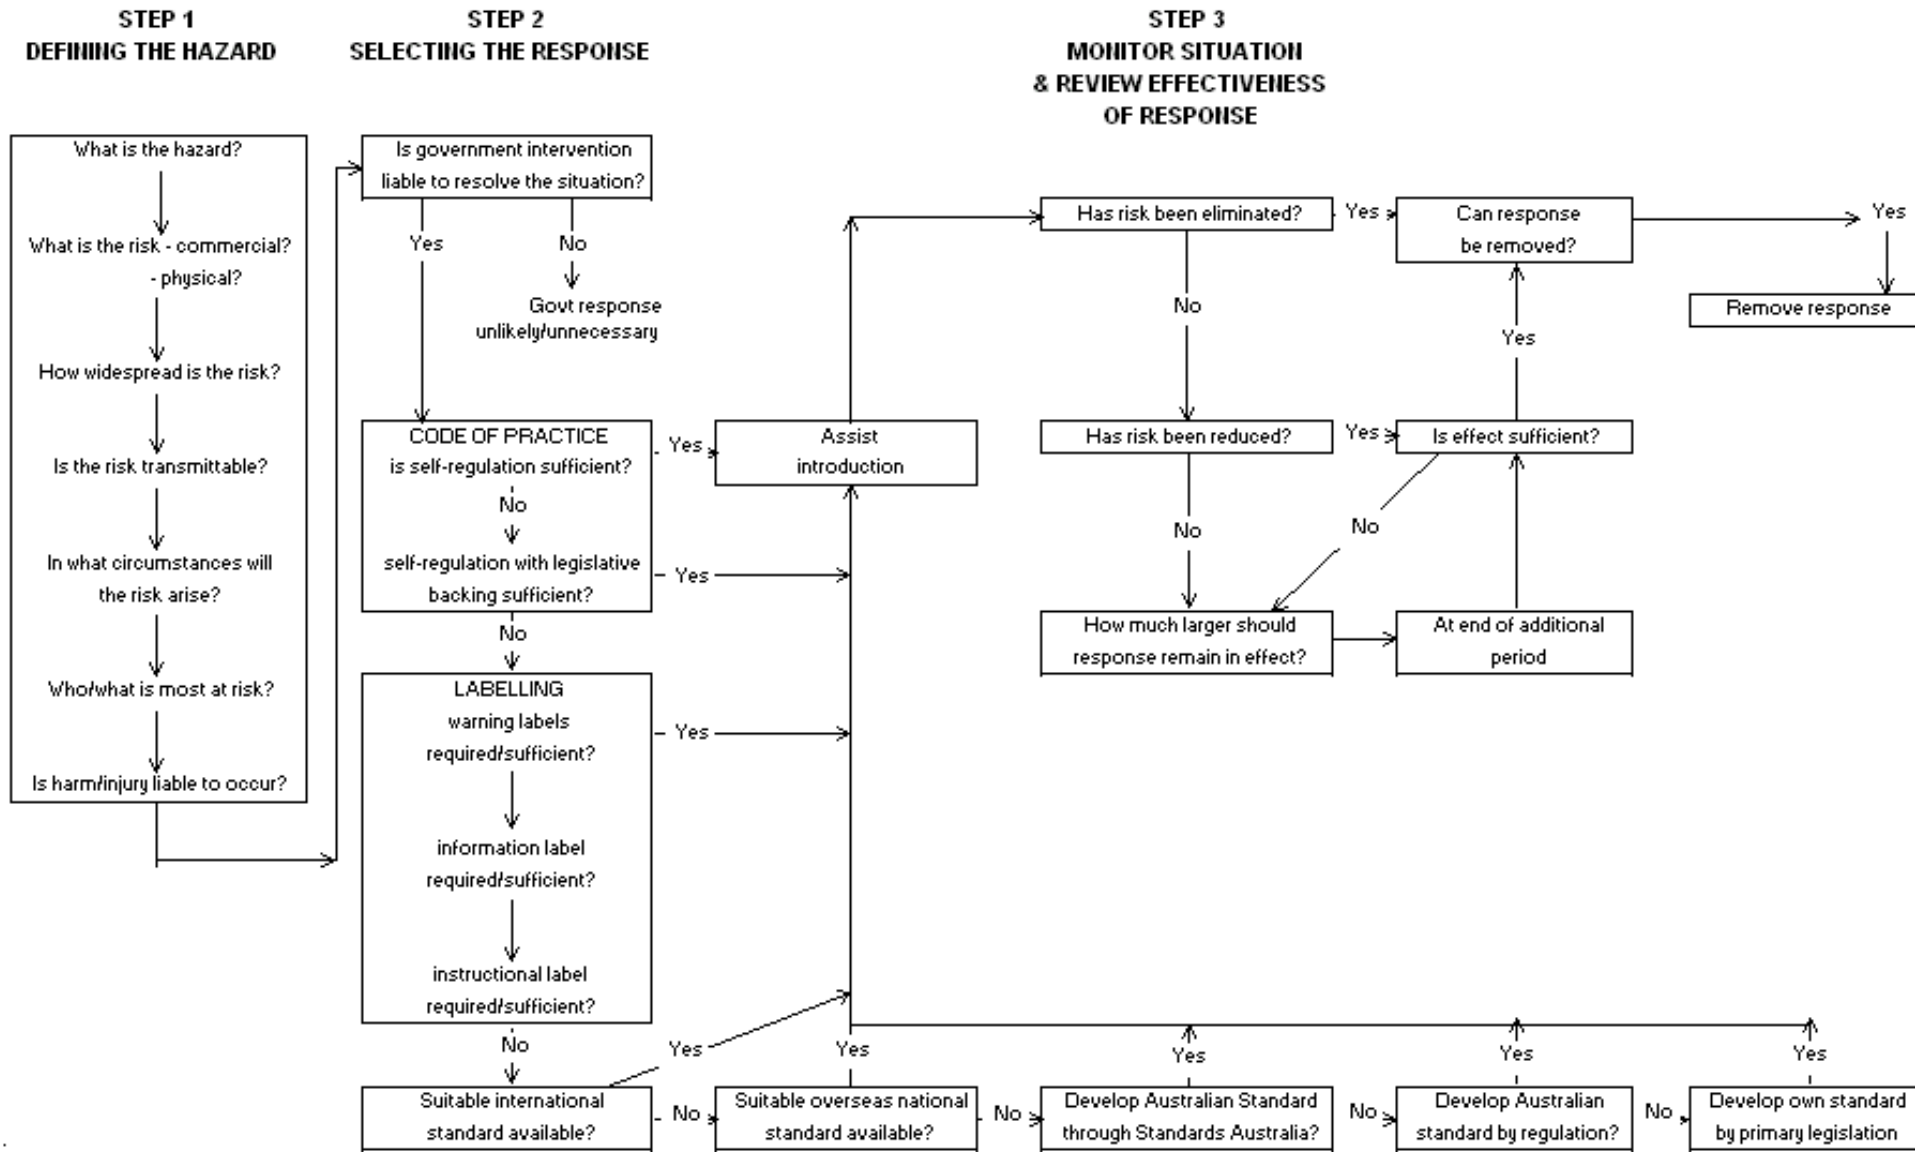 STEP 1
DEFINING THE HAZARD
STEP 2
SELECTING THE RESPONSE
STEP 3
MONITOR SITUATION
& REVIEW EFFECTIVENESS
OF RESPONSE
What is the hazard?
What is the risk - commercial?
- physical?
How widespread is the risk?
Is the risk transmittable?
In what circumstances will
the risk arise?
Who/what is most at risk?
Is harm/injury liable to occur?
Is government intervention
liable to resolve the situation?
Yes
No
Govt response
unlikely/unnecessary
CODE OF PRACTICE
is self-regulation sufficient?
No
self-regulation with legislative
backing sufficient?
Yes
Yes
Assist
introduction
No
LABELLING
warning labels
required/sufficient?
Yes
information label
required/sufficient?
instructional label
required/sufficient?
No
Yes
Yes
Yes
Yes
Yes
Suitable international
standard available?
No
Suitable overseas national
standard available?
No
Develop Australian Standard
through Standards Australia?
No
Develop Australian
standard by regulation?
No
Develop own standard
by primary legislation
Has risk been eliminated?
Yes
Can response
be removed?
Yes
Remove response
No
Yes
Has risk been reduced?
Yes
Is effect sufficient?
No
No
How much larger should
response remain in effect?
At end of additional
period